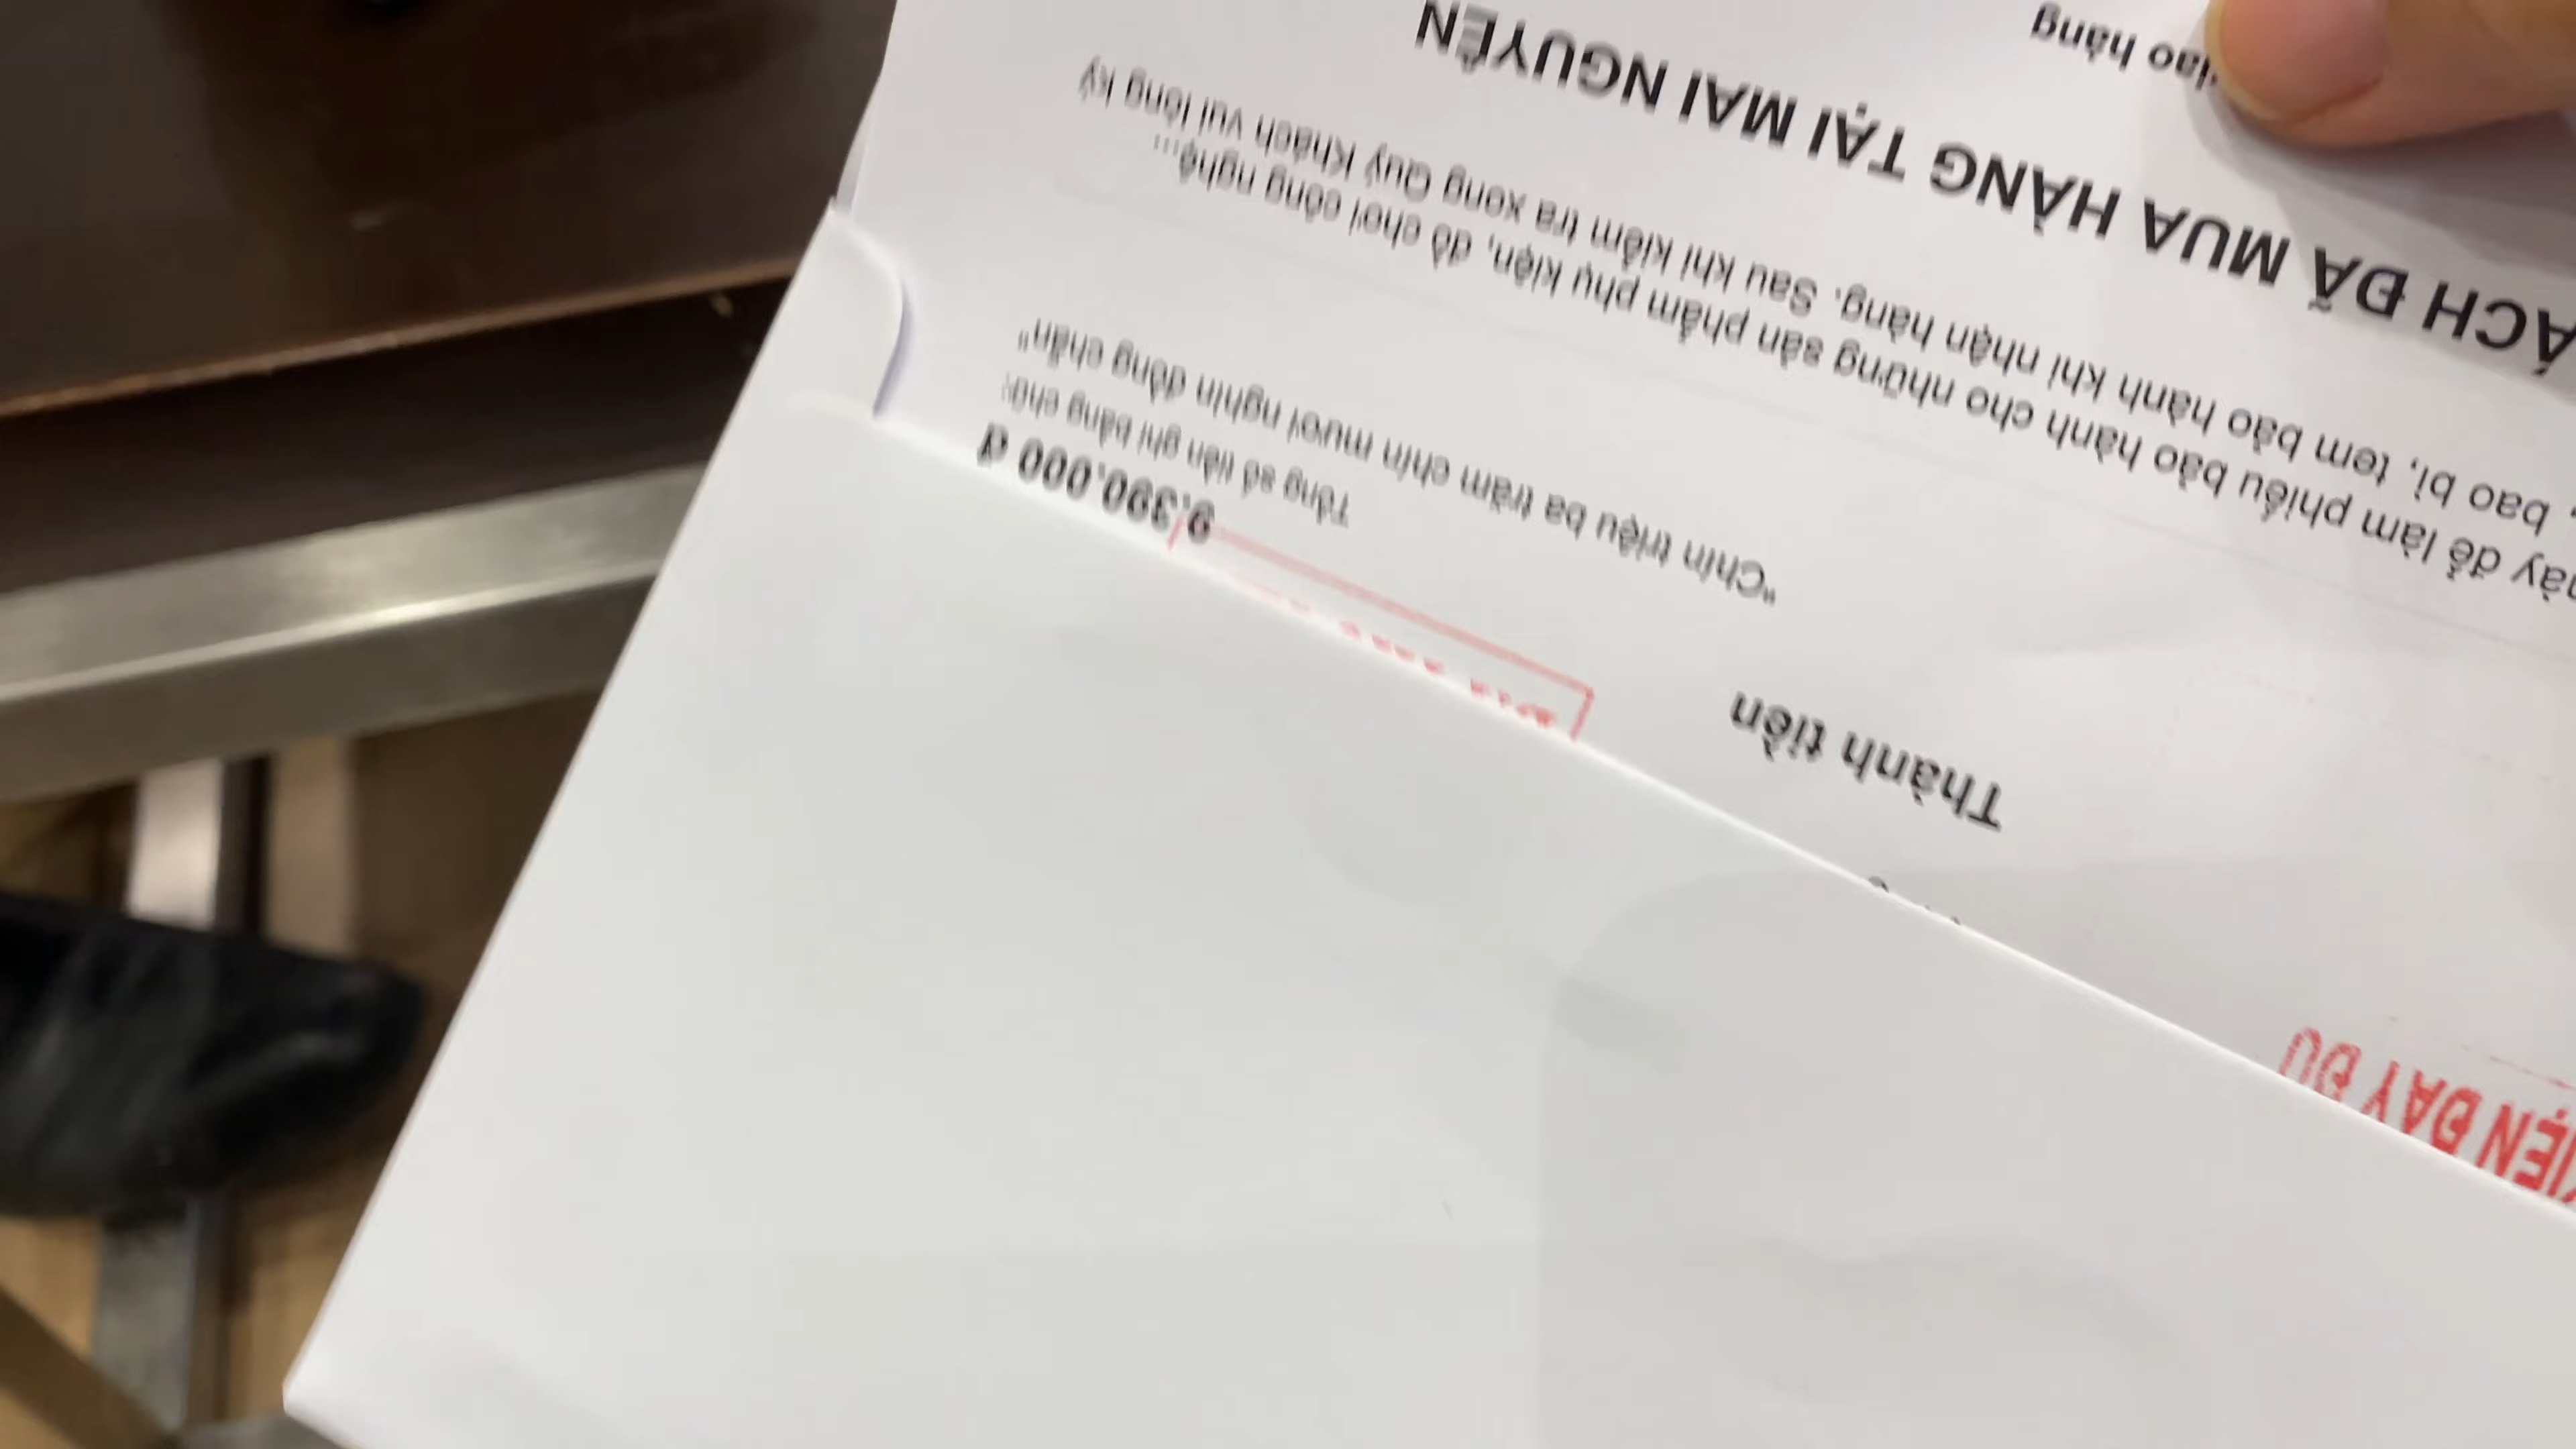 KIỆN ĐẦY ĐỦ
Thành tiền
9.390.000 đ
Tổng số tiền ghi bằng chữ:
"Chín triệu ba trăm chín mươi nghìn đồng chẵn"
này để làm phiếu bảo hành cho những sản phẩm phụ kiện, đồ chơi công nghệ...
, bao bì, tem bảo hành khi nhận hàng. Sau khi kiểm tra xong Quý Khách vui lòng ký
ÁCH ĐÃ MUA HÀNG TẠI MAI NGUYÊN
giao hàng